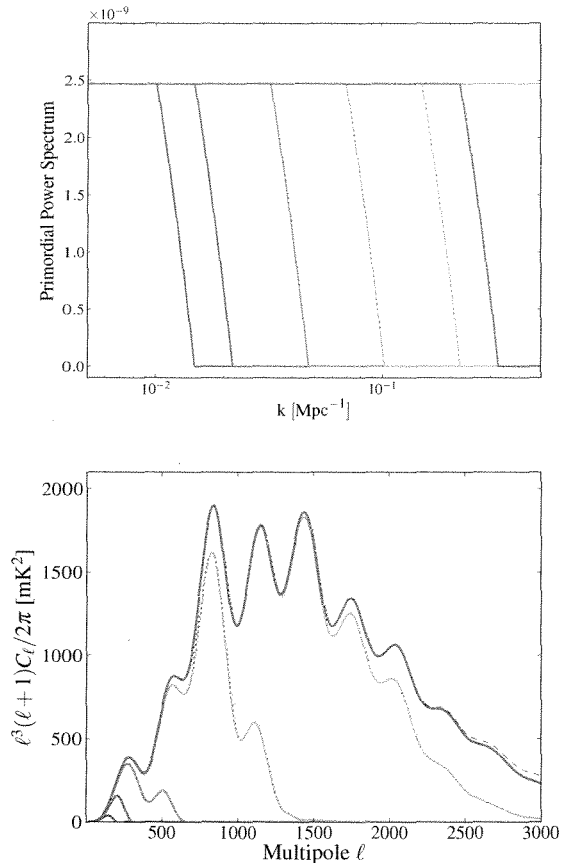 ×10⁻⁹
2.5
2.0
1.5
1.0
0.5
0.0
Primordial Power Spectrum
10⁻² 10⁻¹
k [Mpc⁻¹]
2000
1500
1000
500
0
ℓ³(ℓ+1)Cℓ/2π [mK²]
500 1000 1500 2000 2500 3000
Multipole ℓ